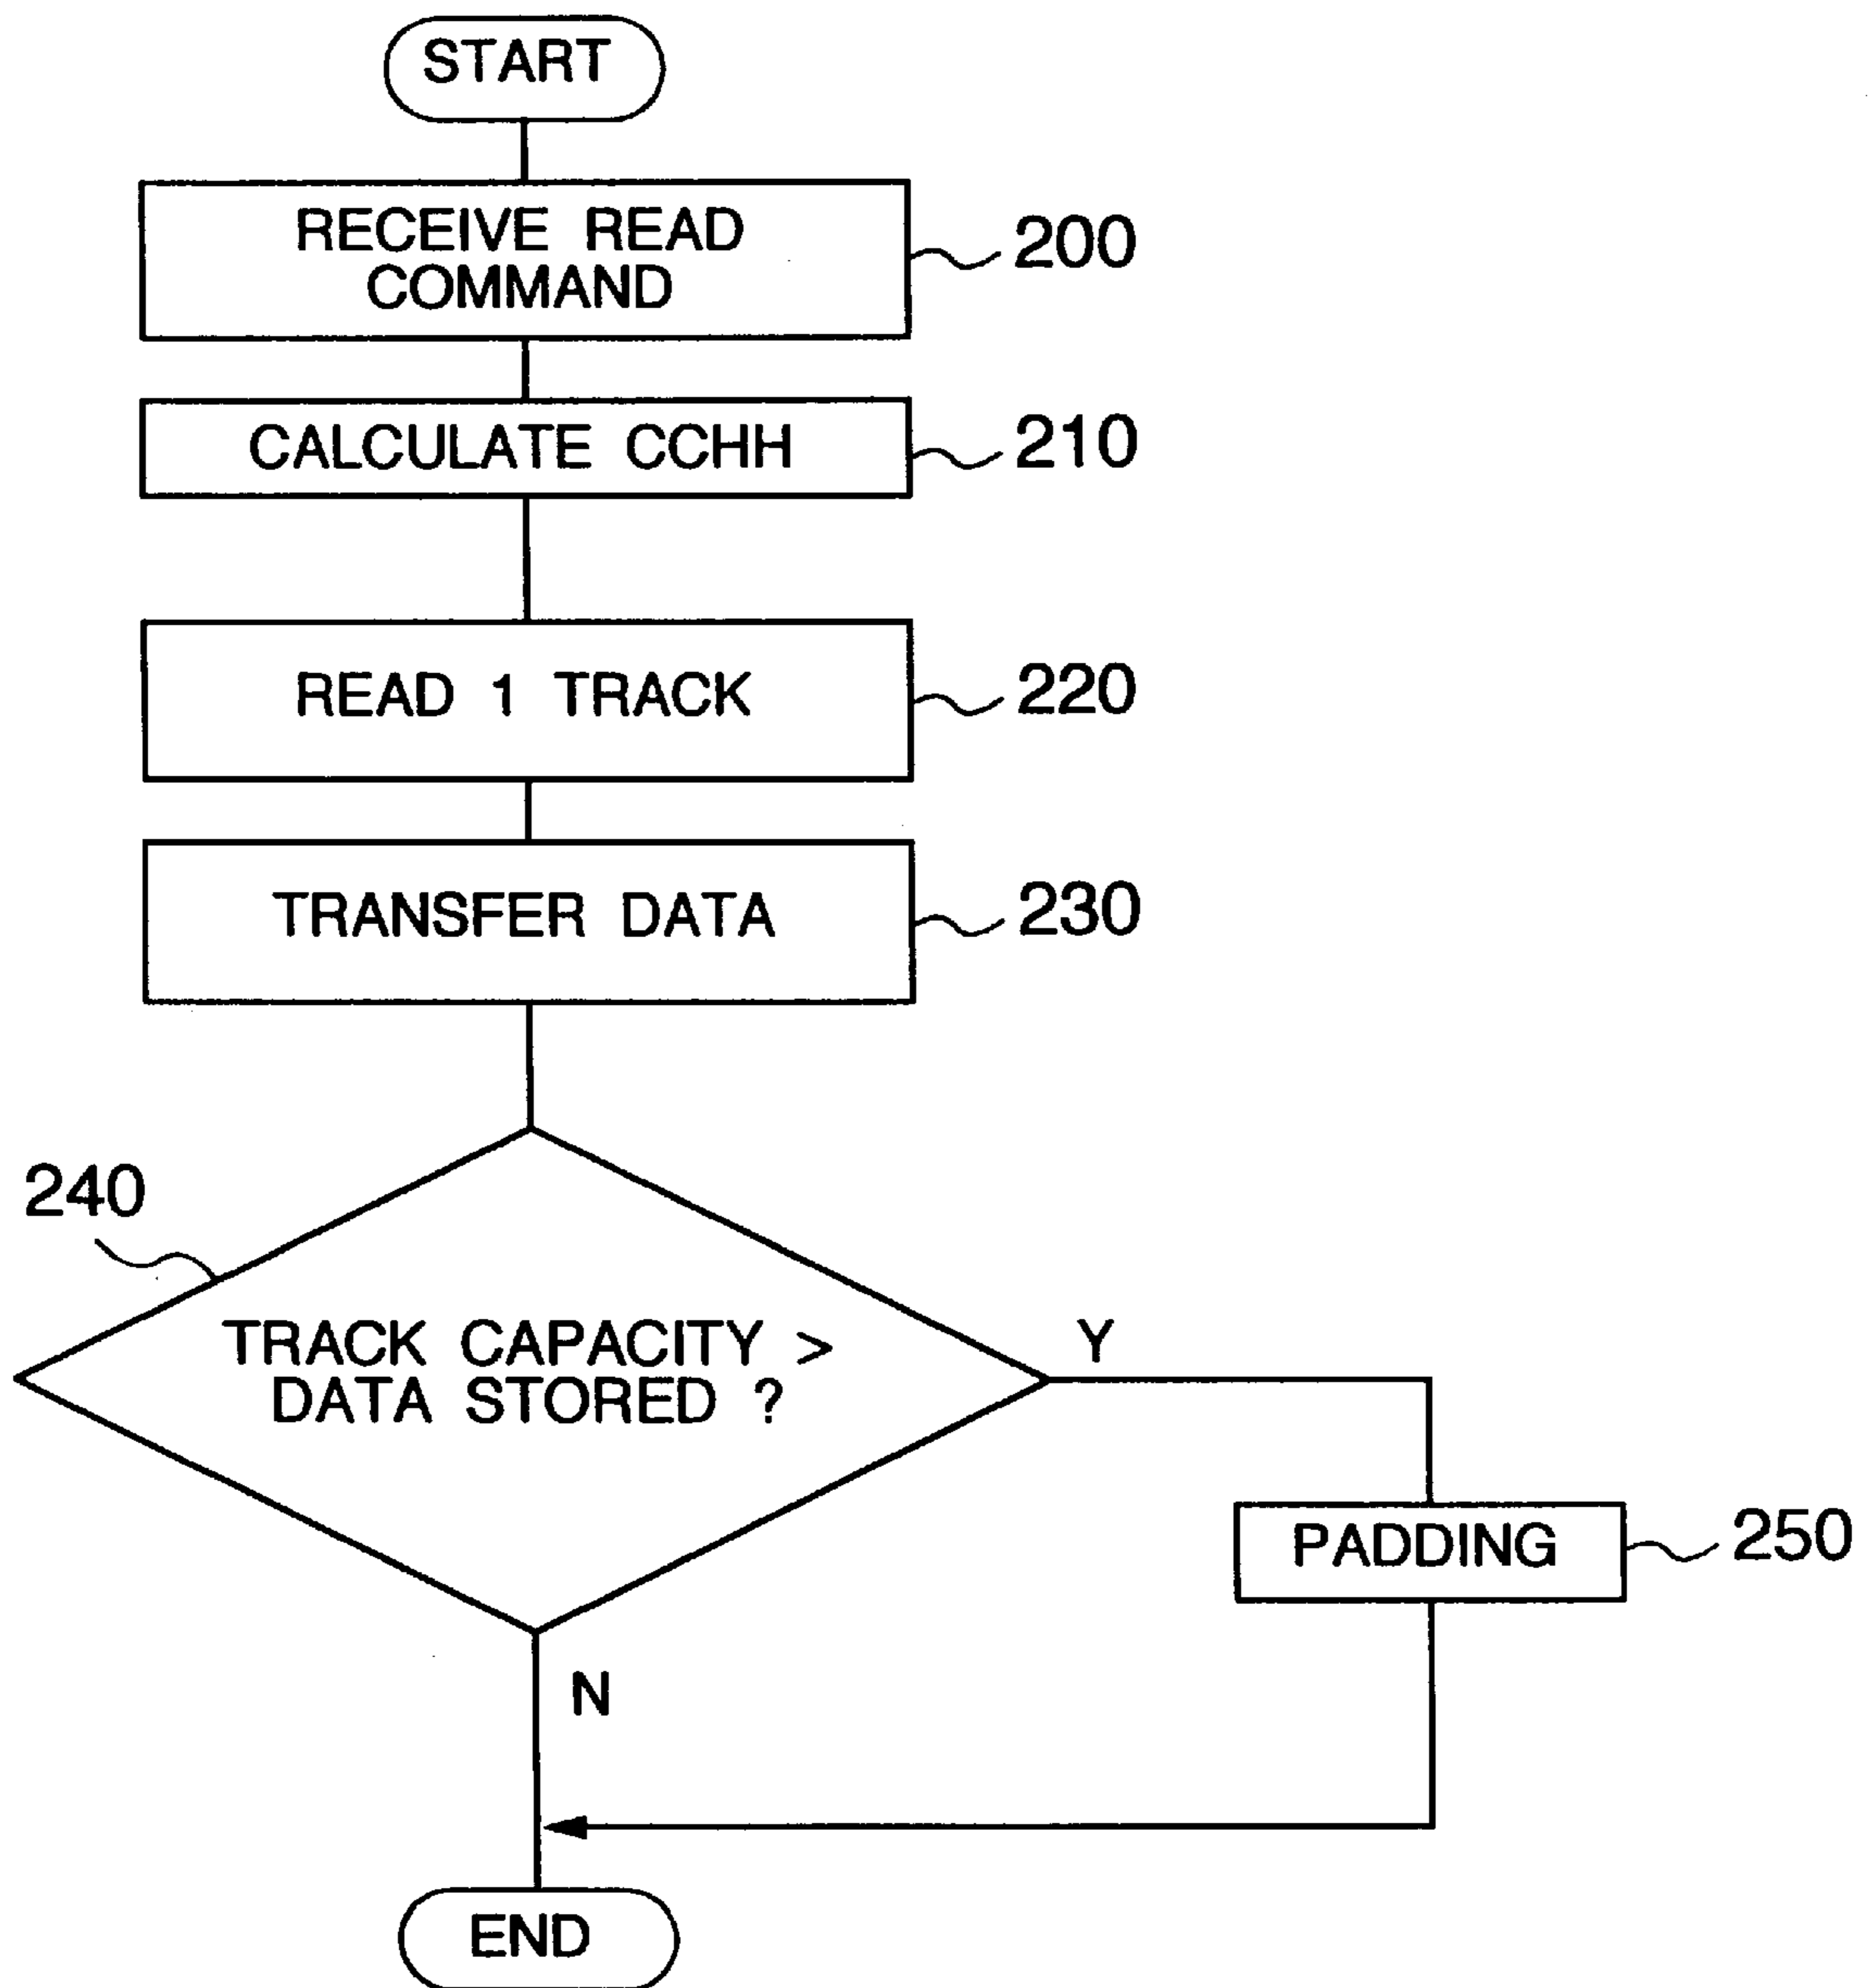 START
RECEIVE READ
COMMAND
200
CALCULATE CCHH
210
READ 1 TRACK
220
TRANSFER DATA
230
240
TRACK CAPACITY >
DATA STORED ?
Y
PADDING
250
N
END